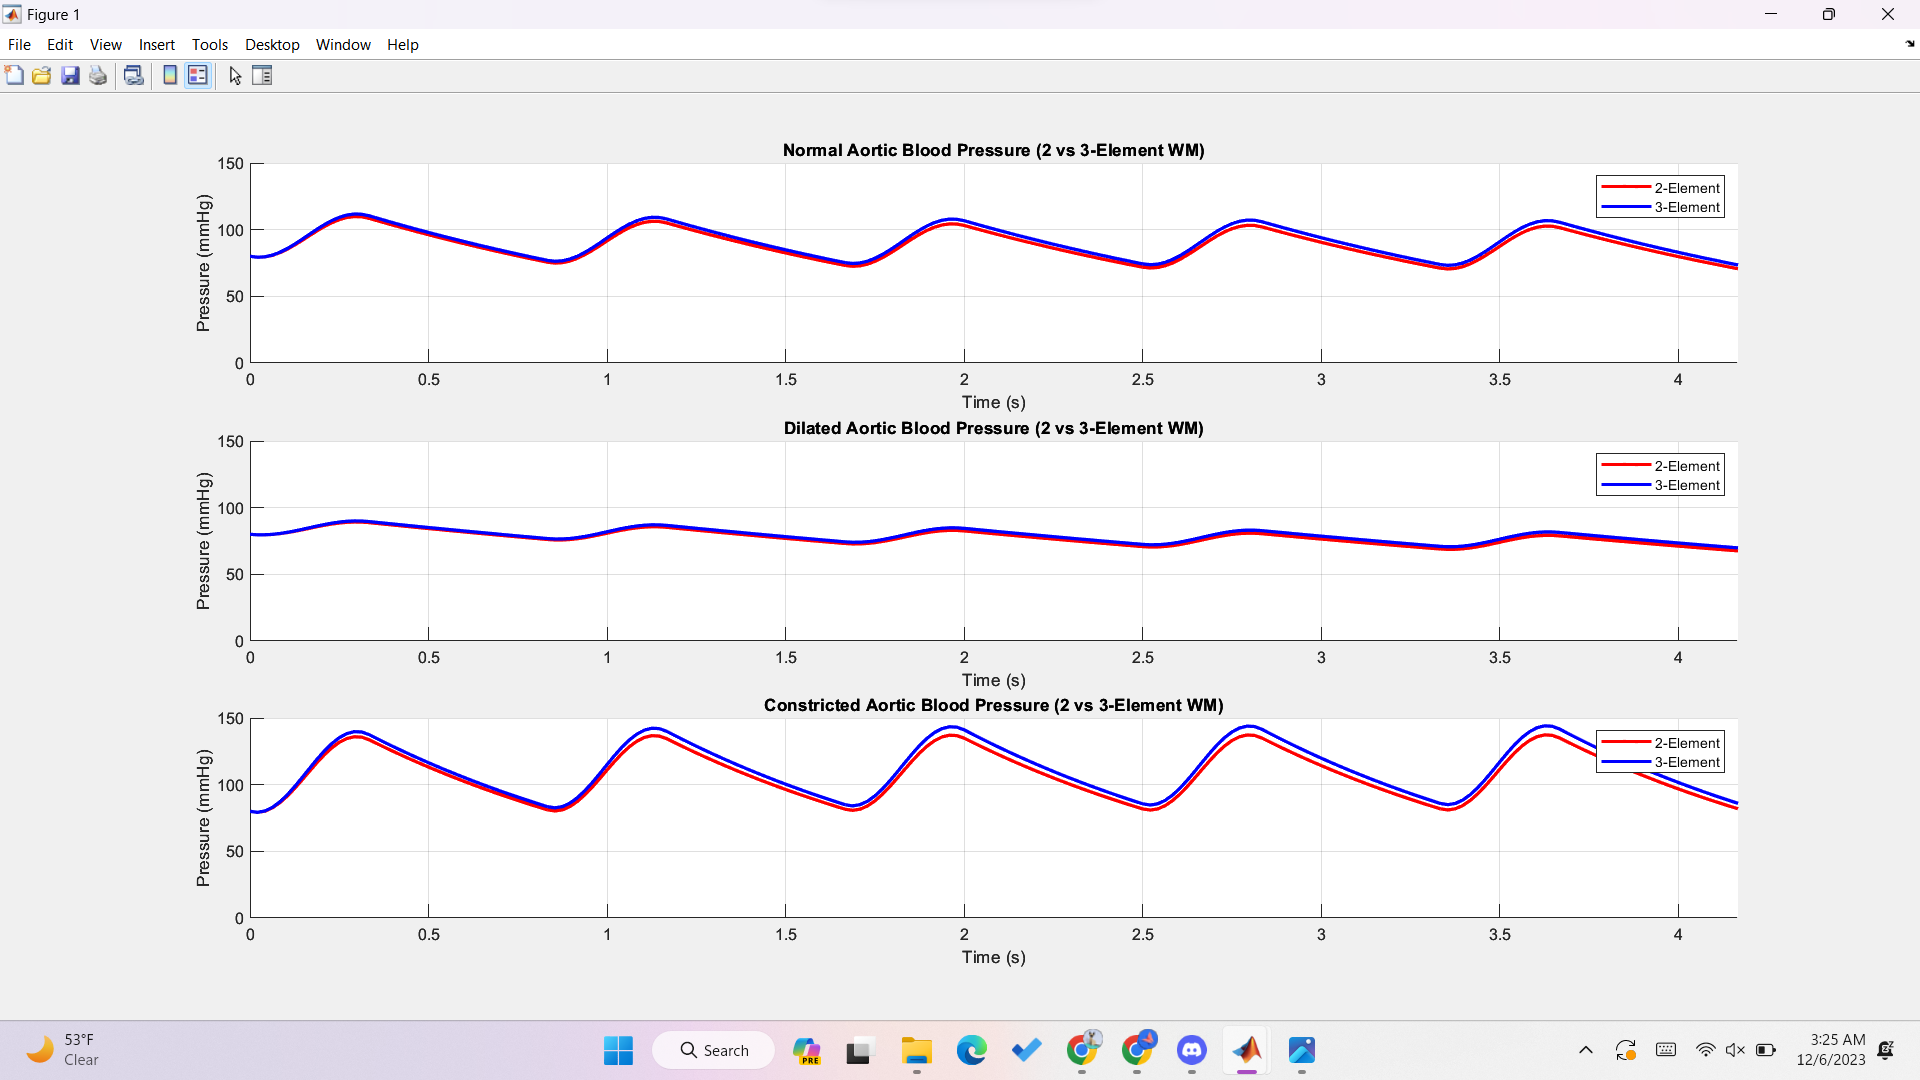 Figure 1
File Edit View Insert Tools Desktop Window Help
Normal Aortic Blood Pressure (2 vs 3-Element WM)
150
100
50
0
Pressure (mmHg)
2-Element
3-Element
0 0.5 1 1.5 2 2.5 3 3.5 4
Time (s)
Dilated Aortic Blood Pressure (2 vs 3-Element WM)
150
100
50
0
Pressure (mmHg)
2-Element
3-Element
0 0.5 1 1.5 2 2.5 3 3.5 4
Time (s)
Constricted Aortic Blood Pressure (2 vs 3-Element WM)
150
100
50
0
Pressure (mmHg)
2-Element
3-Element
0 0.5 1 1.5 2 2.5 3 3.5 4
Time (s)
53°F
Clear
Search
PRE
3:25 AM
12/6/2023